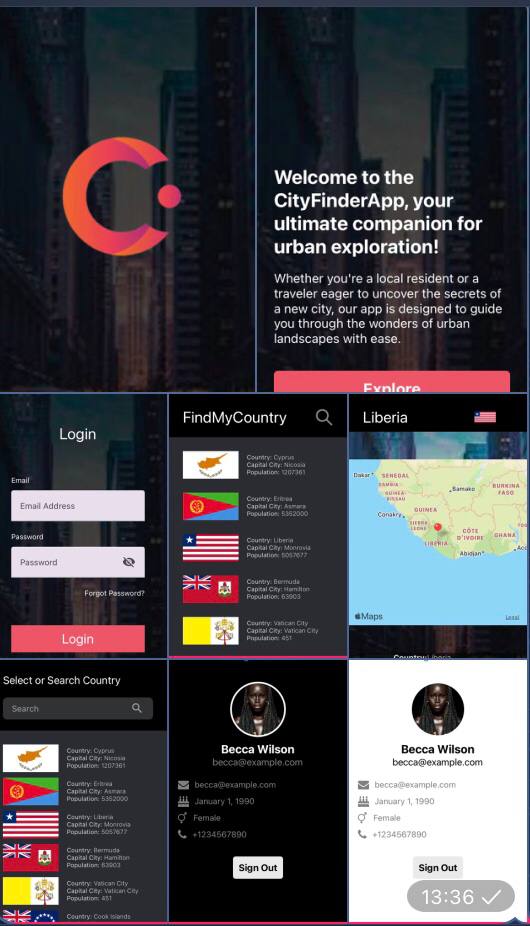 Welcome to the
CityFinderApp, your
ultimate companion for
urban exploration!
Whether you're a local resident or a
traveler eager to uncover the secrets of
a new city, our app is designed to guide
you through the wonders of urban
landscapes with ease.
Explore
Login
Email
Email Address
Password
Password
Forgot Password?
Login
FindMyCountry
Country: Cyprus
Capital City: Nicosia
Population: 1207361
Country: Eritrea
Capital City: Asmara
Population: 5352000
Country: Liberia
Capital City: Monrovia
Population: 5057677
Country: Bermuda
Capital City: Hamilton
Population: 63903
Country: Vatican City
Capital City: Vatican City
Population: 451
Liberia
Dakar
SENEGAL
GAMBIA
GUINEA-
BISSAU
Bamako
BURKINA
FASO
GUINEA
Conakry
SIERRA
LEONE
CÔTE
D'IVOIRE
GHANA
LIBERIA
Abidjan
Acc
Maps
Legal
Country: Liberia
Select or Search Country
Search
Country: Cyprus
Capital City: Nicosia
Population: 1207361
Country: Eritrea
Capital City: Asmara
Population: 5352000
Country: Liberia
Capital City: Monrovia
Population: 5057677
Country: Bermuda
Capital City: Hamilton
Population: 63903
Country: Vatican City
Capital City: Vatican City
Population: 451
Country: Cook Islands
Becca Wilson
becca@example.com
becca@example.com
January 1, 1990
Female
+1234567890
Sign Out
Becca Wilson
becca@example.com
becca@example.com
January 1, 1990
Female
+1234567890
Sign Out
13:36